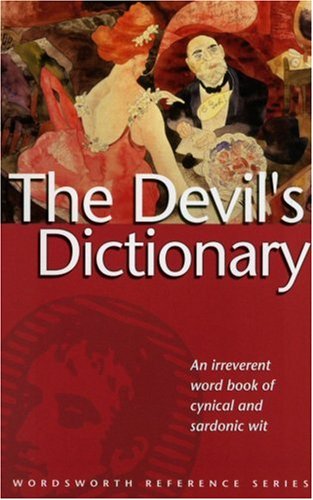 The Devil's
Dictionary
An irreverent
word book of
cynical and
sardonic wit
WORDSWORTH REFERENCE SERIES